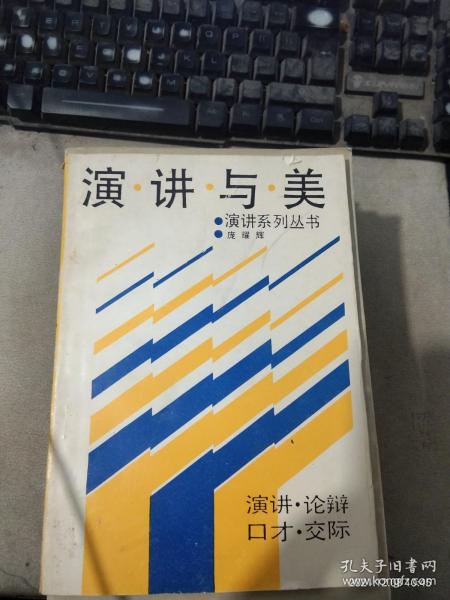 演·讲·与·美
●演讲系列丛书
●庞耀辉
演讲·论辩
口才·交际
孔夫子旧书网